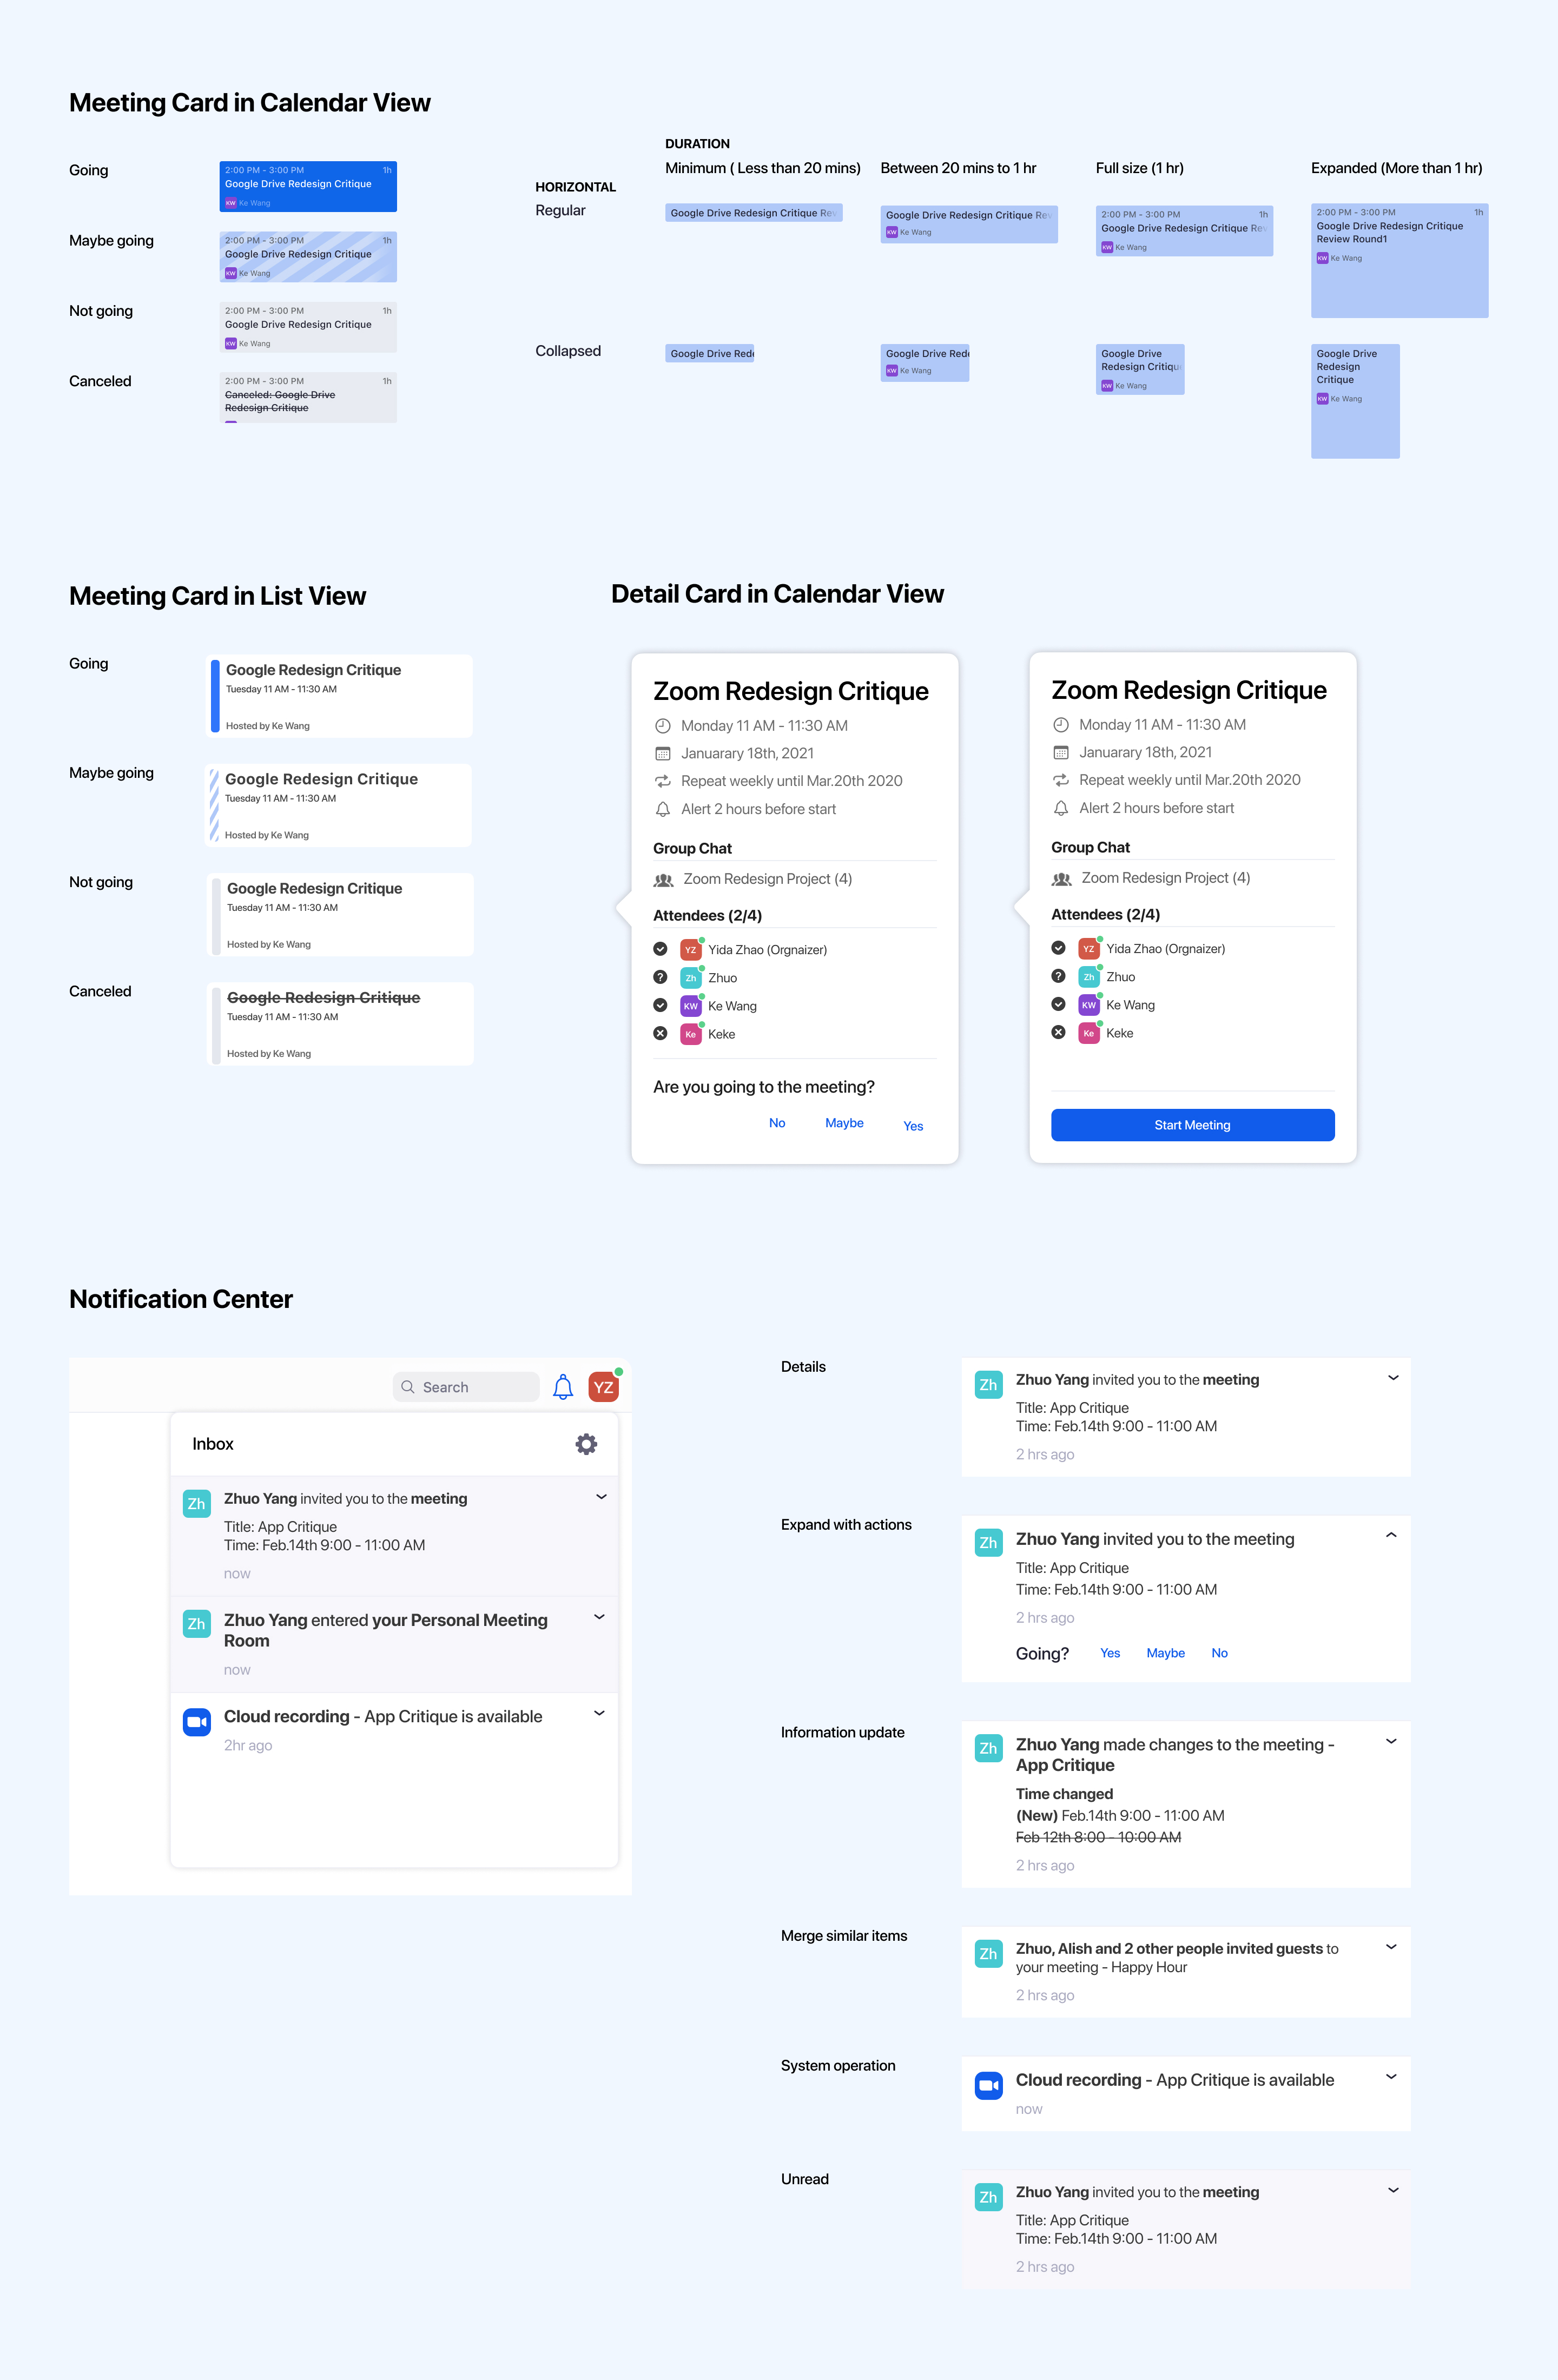 Meeting Card in Calendar View
Going
2:00 PM - 3:00 PM 1h
Google Drive Redesign Critique
KW Ke Wang
Maybe going
2:00 PM - 3:00 PM 1h
Google Drive Redesign Critique
KW Ke Wang
Not going
2:00 PM - 3:00 PM 1h
Google Drive Redesign Critique
KW Ke Wang
Canceled
2:00 PM - 3:00 PM 1h
Canceled: Google Drive
Redesign Critique
DURATION
Minimum ( Less than 20 mins) Between 20 mins to 1 hr Full size (1 hr) Expanded (More than 1 hr)
HORIZONTAL
Regular
Google Drive Redesign Critique Rev
Google Drive Redesign Critique Rev
KW Ke Wang
2:00 PM - 3:00 PM 1h
Google Drive Redesign Critique Rev
KW Ke Wang
2:00 PM - 3:00 PM 1h
Google Drive Redesign Critique
Review Round1
KW Ke Wang
Collapsed
Google Drive Rede
Google Drive Rede
KW Ke Wang
Google Drive
Redesign Critique
KW Ke Wang
Google Drive
Redesign
Critique
KW Ke Wang
Meeting Card in List View
Going
Google Redesign Critique
Tuesday 11 AM - 11:30 AM
Hosted by Ke Wang
Maybe going
Google Redesign Critique
Tuesday 11 AM - 11:30 AM
Hosted by Ke Wang
Not going
Google Redesign Critique
Tuesday 11 AM - 11:30 AM
Hosted by Ke Wang
Canceled
Google Redesign Critique
Tuesday 11 AM - 11:30 AM
Hosted by Ke Wang
Detail Card in Calendar View
Zoom Redesign Critique
Monday 11 AM - 11:30 AM
Januarary 18th, 2021
Repeat weekly until Mar.20th 2020
Alert 2 hours before start
Group Chat
Zoom Redesign Project (4)
Attendees (2/4)
YZ Yida Zhao (Orgnaizer)
Zh Zhuo
KW Ke Wang
Ke Keke
Are you going to the meeting?
No Maybe Yes
Zoom Redesign Critique
Monday 11 AM - 11:30 AM
Januarary 18th, 2021
Repeat weekly until Mar.20th 2020
Alert 2 hours before start
Group Chat
Zoom Redesign Project (4)
Attendees (2/4)
YZ Yida Zhao (Orgnaizer)
Zh Zhuo
KW Ke Wang
Ke Keke
Start Meeting
Notification Center
Search YZ
Inbox
Zh Zhuo Yang invited you to the meeting
Title: App Critique
Time: Feb.14th 9:00 - 11:00 AM
now
Zh Zhuo Yang entered your Personal Meeting
Room
now
Cloud recording - App Critique is available
2hr ago
Details
Zh Zhuo Yang invited you to the meeting
Title: App Critique
Time: Feb.14th 9:00 - 11:00 AM
2 hrs ago
Expand with actions
Zh Zhuo Yang invited you to the meeting
Title: App Critique
Time: Feb.14th 9:00 - 11:00 AM
2 hrs ago
Going? Yes Maybe No
Information update
Zh Zhuo Yang made changes to the meeting -
App Critique
Time changed
(New) Feb.14th 9:00 - 11:00 AM
Feb 12th 8:00 - 10:00 AM
2 hrs ago
Merge similar items
Zh Zhuo, Alish and 2 other people invited guests to
your meeting - Happy Hour
2 hrs ago
System operation
Cloud recording - App Critique is available
now
Unread
Zh Zhuo Yang invited you to the meeting
Title: App Critique
Time: Feb.14th 9:00 - 11:00 AM
2 hrs ago